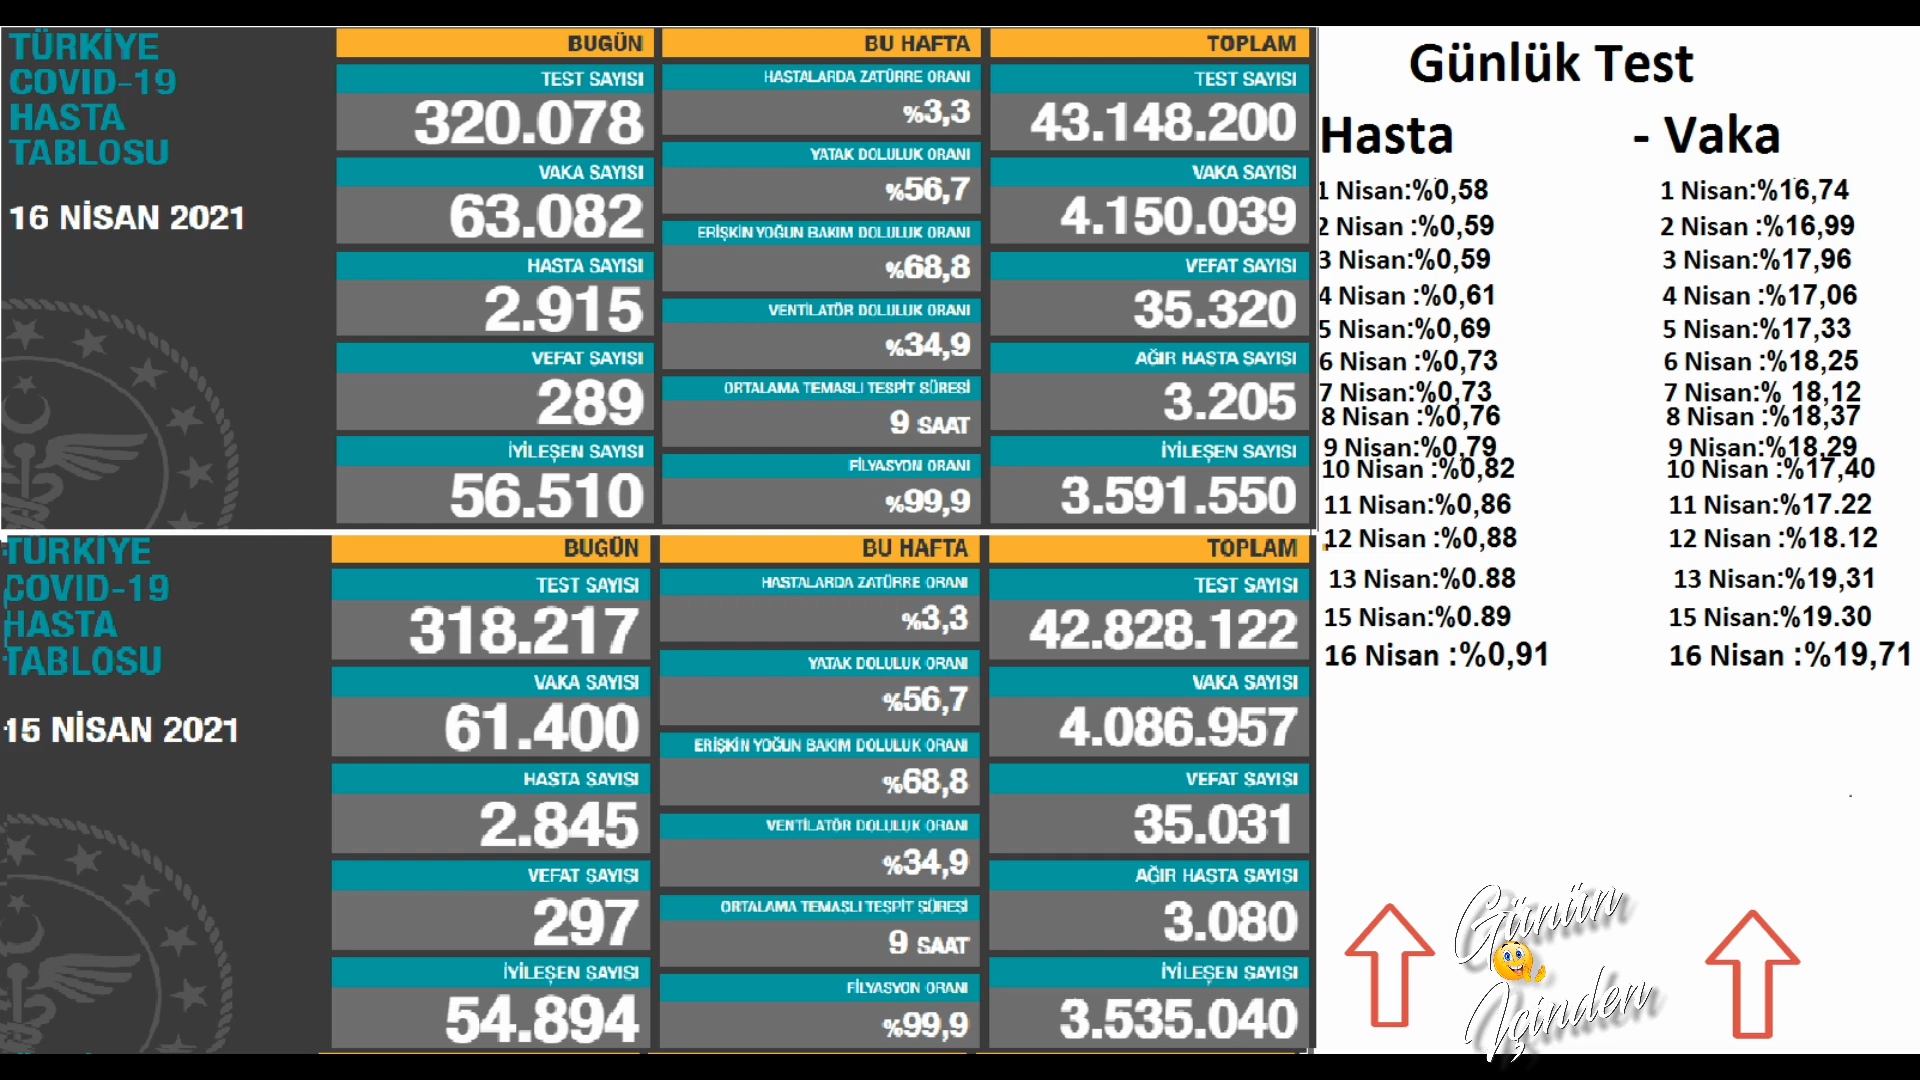 TÜRKİYE
COVID-19
HASTA
TABLOSU
16 NİSAN 2021
BUGÜN
TEST SAYISI
320.078
VAKA SAYISI
63.082
HASTA SAYISI
2.915
VEFAT SAYISI
289
İYİLEŞEN SAYISI
56.510
BU HAFTA
HASTALARDA ZATÜRRE ORANI
%3,3
YATAK DOLULUK ORANI
%56,7
ERİŞKİN YOĞUN BAKIM DOLULUK ORANI
%68,8
VENTİLATÖR DOLULUK ORANI
%34,9
ORTALAMA TEMASLI TESPİT SÜRESİ
9 SAAT
FİLYASYON ORANI
%99,9
TOPLAM
TEST SAYISI
43.148.200
VAKA SAYISI
4.150.039
VEFAT SAYISI
35.320
AĞIR HASTA SAYISI
3.205
İYİLEŞEN SAYISI
3.591.550
TÜRKİYE
COVID-19
HASTA
TABLOSU
15 NİSAN 2021
BUGÜN
TEST SAYISI
318.217
VAKA SAYISI
61.400
HASTA SAYISI
2.845
VEFAT SAYISI
297
İYİLEŞEN SAYISI
54.894
BU HAFTA
HASTALARDA ZATÜRRE ORANI
%3,3
YATAK DOLULUK ORANI
%56,7
ERİŞKİN YOĞUN BAKIM DOLULUK ORANI
%68,8
VENTİLATÖR DOLULUK ORANI
%34,9
ORTALAMA TEMASLI TESPİT SÜRESİ
9 SAAT
FİLYASYON ORANI
%99,9
TOPLAM
TEST SAYISI
42.828.122
VAKA SAYISI
4.086.957
VEFAT SAYISI
35.031
AĞIR HASTA SAYISI
3.080
İYİLEŞEN SAYISI
3.535.040
Günlük Test
Hasta - Vaka
1 Nisan:%0,58 1 Nisan:%16,74
2 Nisan :%0,59 2 Nisan :%16,99
3 Nisan:%0,59 3 Nisan:%17,96
4 Nisan :%0,61 4 Nisan :%17,06
5 Nisan:%0,69 5 Nisan:%17,33
6 Nisan :%0,73 6 Nisan :%18,25
7 Nisan:%0,73 7 Nisan:% 18,12
8 Nisan :%0,76 8 Nisan :%18,37
9 Nisan:%0,79 9 Nisan:%18,29
10 Nisan :%0,82 10 Nisan :%17,40
11 Nisan:%0,86 11 Nisan:%17.22
12 Nisan :%0,88 12 Nisan :%18.12
13 Nisan:%0.88 13 Nisan:%19,31
15 Nisan:%0.89 15 Nisan:%19.30
16 Nisan :%0,91 16 Nisan :%19,71
Günün
İçinden